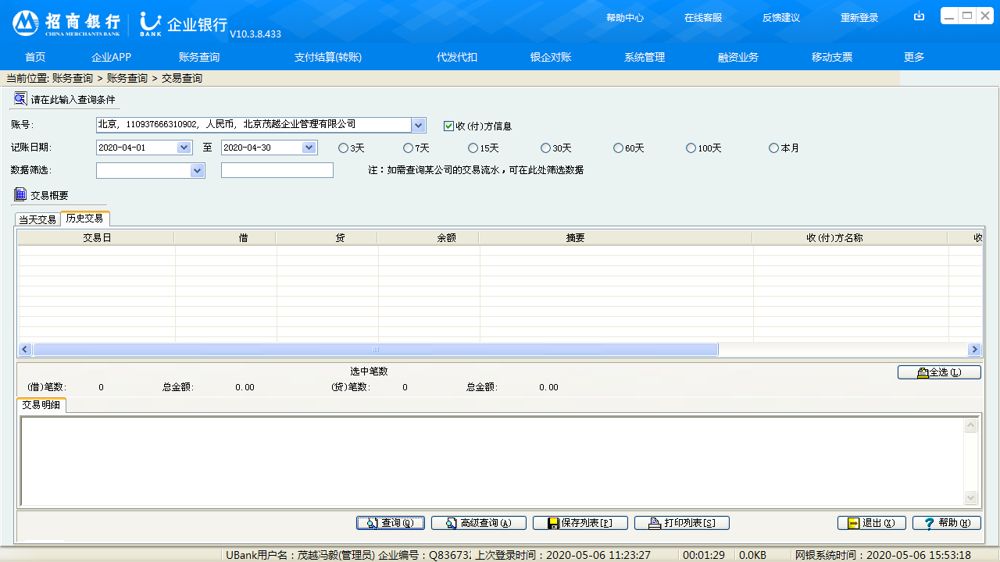 招商银行 CHINA MERCHANTS BANK U BANK 企业银行 V10.3.8.433 帮助中心 在线客服 反馈建议 重新登录
首页 企业APP 账务查询 支付结算(转账) 代发代扣 银企对账 系统管理 融资业务 移动支票 更多
当前位置: 账务查询 > 账务查询 > 交易查询
请在此输入查询条件
账号: 北京, 110937666310902, 人民币, 北京茂越企业管理有限公司 收(付)方信息
记账日期: 2020-04-01 至 2020-04-30 3天 7天 15天 30天 60天 100天 本月
数据筛选: 注：如需查询某公司的交易流水，可在此处筛选数据
交易概要
当天交易 历史交易
交易日 借 贷 余额 摘要 收(付)方名称 收
选中笔数 全选(L)
(借)笔数: 0 总金额: 0.00 (贷)笔数: 0 总金额: 0.00
交易明细
查询(Q) 高级查询(A) 保存列表[P] 打印列表[S] 退出(X) 帮助(H)
UBank用户名：茂越冯毅(管理员) 企业编号：Q83673 上次登录时间：2020-05-06 11:23:27 00:01:29 0.0KB 网银系统时间：2020-05-06 15:53:18